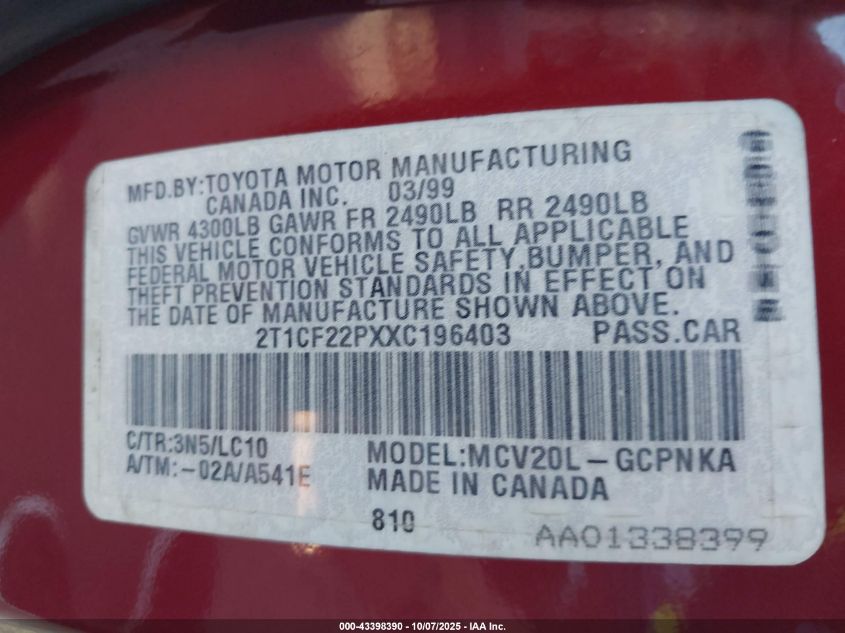 MFD.BY:TOYOTA MOTOR MANUFACTURING
CANADA INC. 03/99
GVWR 4300LB GAWR FR 2490LB RR 2490LB
THIS VEHICLE CONFORMS TO ALL APPLICABLE
FEDERAL MOTOR VEHICLE SAFETY,BUMPER, AND
THEFT PREVENTION STANDARDS IN EFFECT ON
THE DATE OF MANUFACTURE SHOWN ABOVE.
2T1CF22PXXC196403 PASS.CAR
C/TR:3N5/LC10
A/TM:-02A/A541E
MODEL:MCV20L-GCPNKA
MADE IN CANADA
810
AA01338399
000-43398390 - 10/07/2025 - IAA Inc.